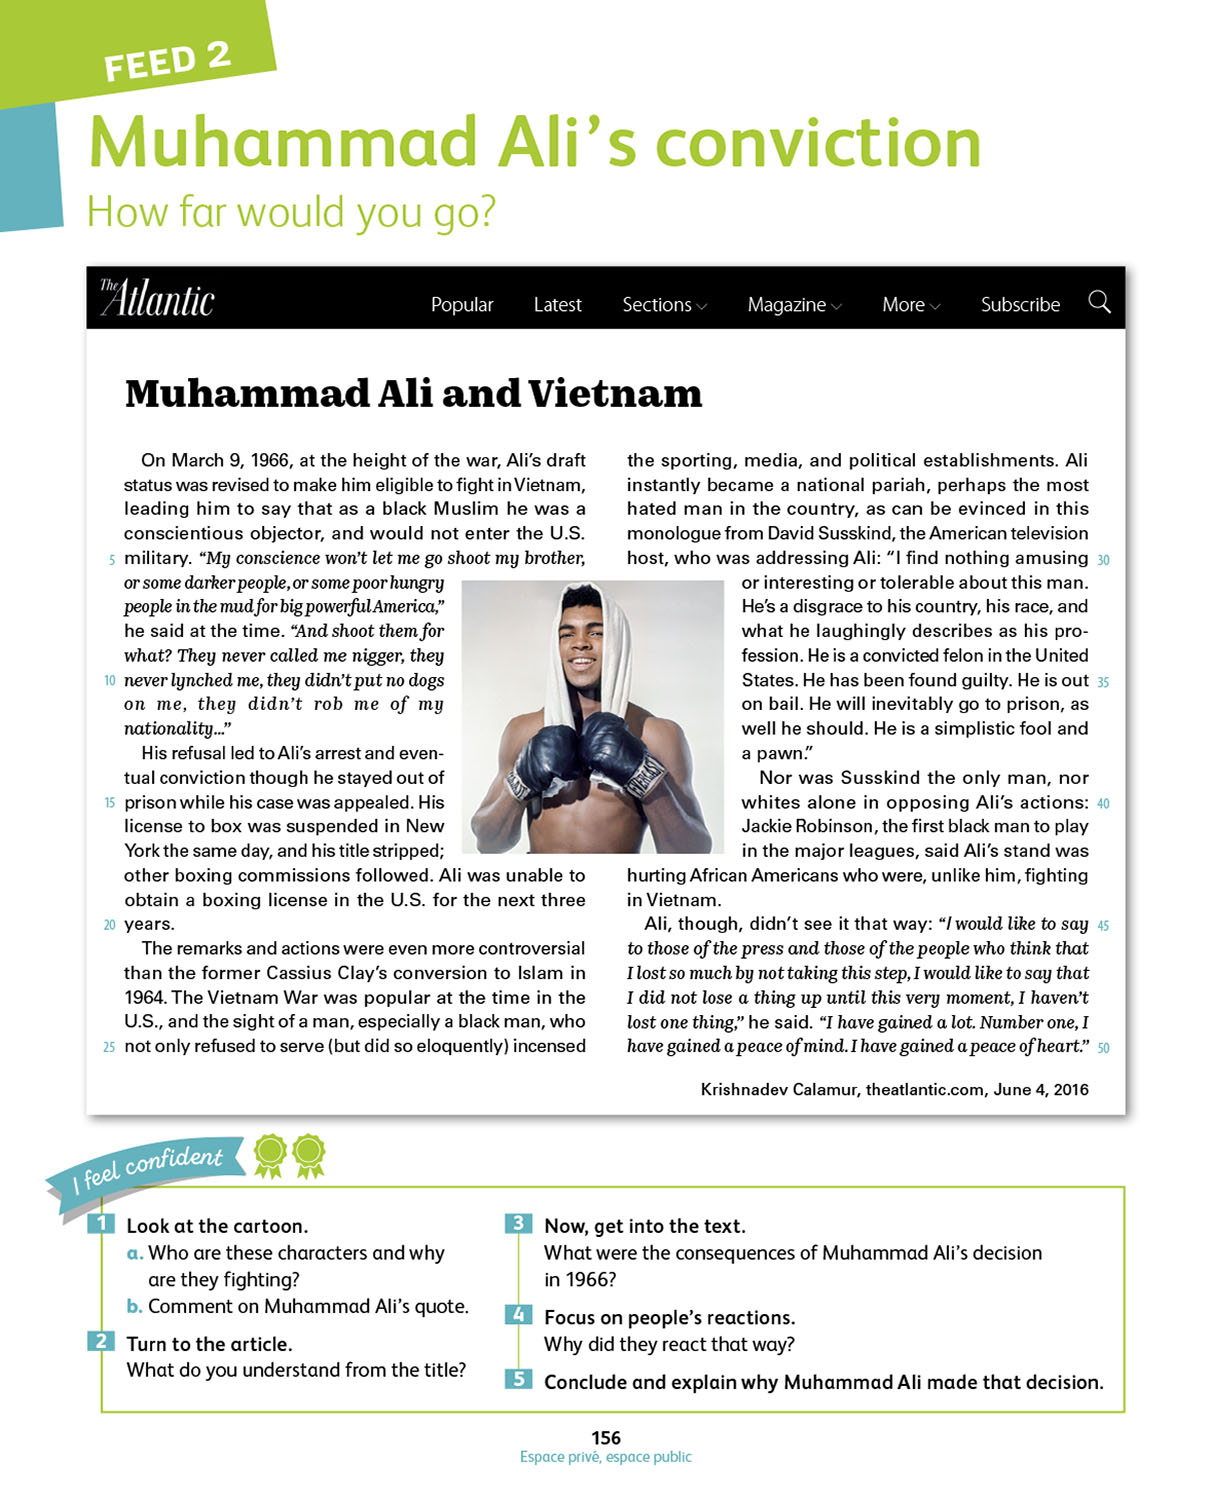 FEED 2
Muhammad Ali's conviction
How far would you go?
The Atlantic
Popular Latest Sections Magazine More Subscribe
Muhammad Ali and Vietnam
On March 9, 1966, at the height of the war, Ali's draft
status was revised to make him eligible to fight in Vietnam,
leading him to say that as a black Muslim he was a
conscientious objector, and would not enter the U.S.
5 military. “My conscience won't let me go shoot my brother,
or some darker people, or some poor hungry
people in the mud for big powerful America,”
he said at the time. “And shoot them for
what? They never called me nigger, they
10 never lynched me, they didn't put no dogs
on me, they didn't rob me of my
nationality...”
His refusal led to Ali's arrest and even-
tual conviction though he stayed out of
15 prison while his case was appealed. His
license to box was suspended in New
York the same day, and his title stripped;
other boxing commissions followed. Ali was unable to
obtain a boxing license in the U.S. for the next three
20 years.
The remarks and actions were even more controversial
than the former Cassius Clay's conversion to Islam in
1964. The Vietnam War was popular at the time in the
U.S., and the sight of a man, especially a black man, who
25 not only refused to serve (but did so eloquently) incensed
the sporting, media, and political establishments. Ali
instantly became a national pariah, perhaps the most
hated man in the country, as can be evinced in this
monologue from David Susskind, the American television
host, who was addressing Ali: “I find nothing amusing 30
or interesting or tolerable about this man.
He's a disgrace to his country, his race, and
what he laughingly describes as his pro-
fession. He is a convicted felon in the United
States. He has been found guilty. He is out 35
on bail. He will inevitably go to prison, as
well he should. He is a simplistic fool and
a pawn.”
Nor was Susskind the only man, nor
whites alone in opposing Ali's actions: 40
Jackie Robinson, the first black man to play
in the major leagues, said Ali's stand was
hurting African Americans who were, unlike him, fighting
in Vietnam.
Ali, though, didn't see it that way: “I would like to say 45
to those of the press and those of the people who think that
I lost so much by not taking this step, I would like to say that
I did not lose a thing up until this very moment, I haven't
lost one thing,” he said. “I have gained a lot. Number one, I
have gained a peace of mind. I have gained a peace of heart.” 50
EVERLAST
Krishnadev Calamur, theatlantic.com, June 4, 2016
I feel confident
1 Look at the cartoon.
a. Who are these characters and why
are they fighting?
b. Comment on Muhammad Ali's quote.
2 Turn to the article.
What do you understand from the title?
3 Now, get into the text.
What were the consequences of Muhammad Ali's decision
in 1966?
4 Focus on people's reactions.
Why did they react that way?
5 Conclude and explain why Muhammad Ali made that decision.
156
Espace privé, espace public